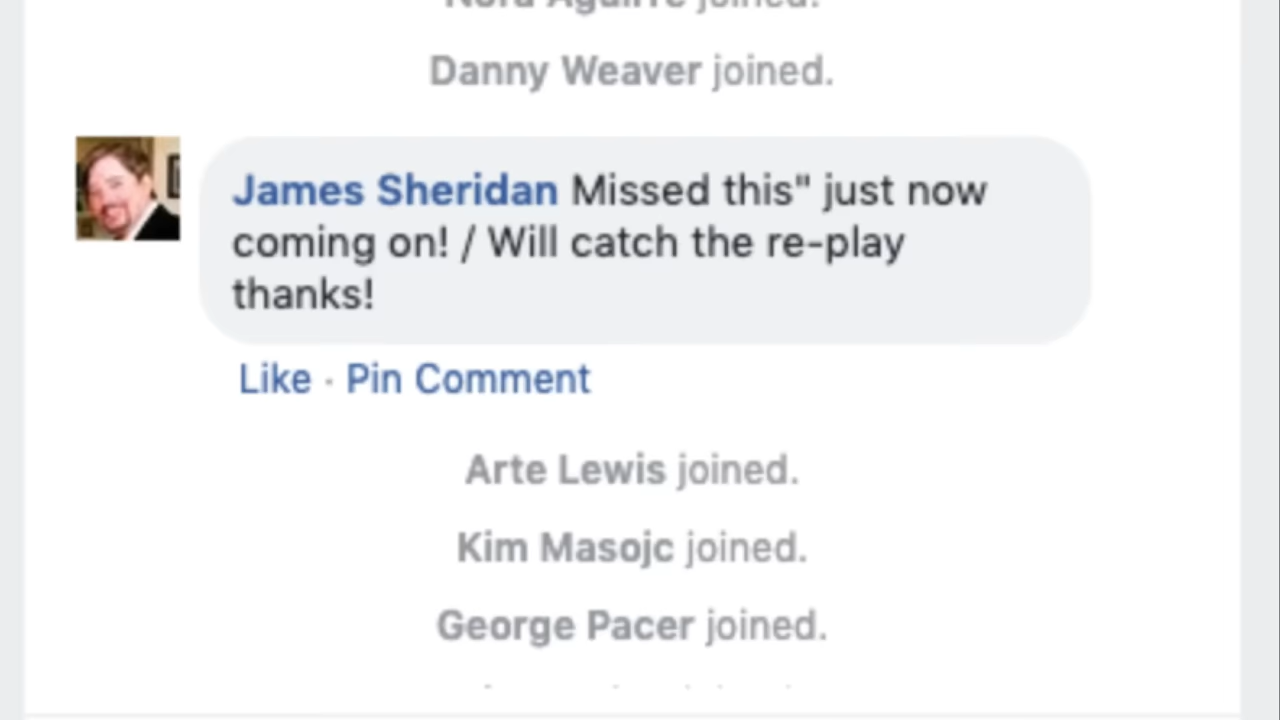 Nora Aguirre joined.
Danny Weaver joined.
James Sheridan Missed this" just now
coming on! / Will catch the re-play
thanks!
Like · Pin Comment
Arte Lewis joined.
Kim Masojc joined.
George Pacer joined.